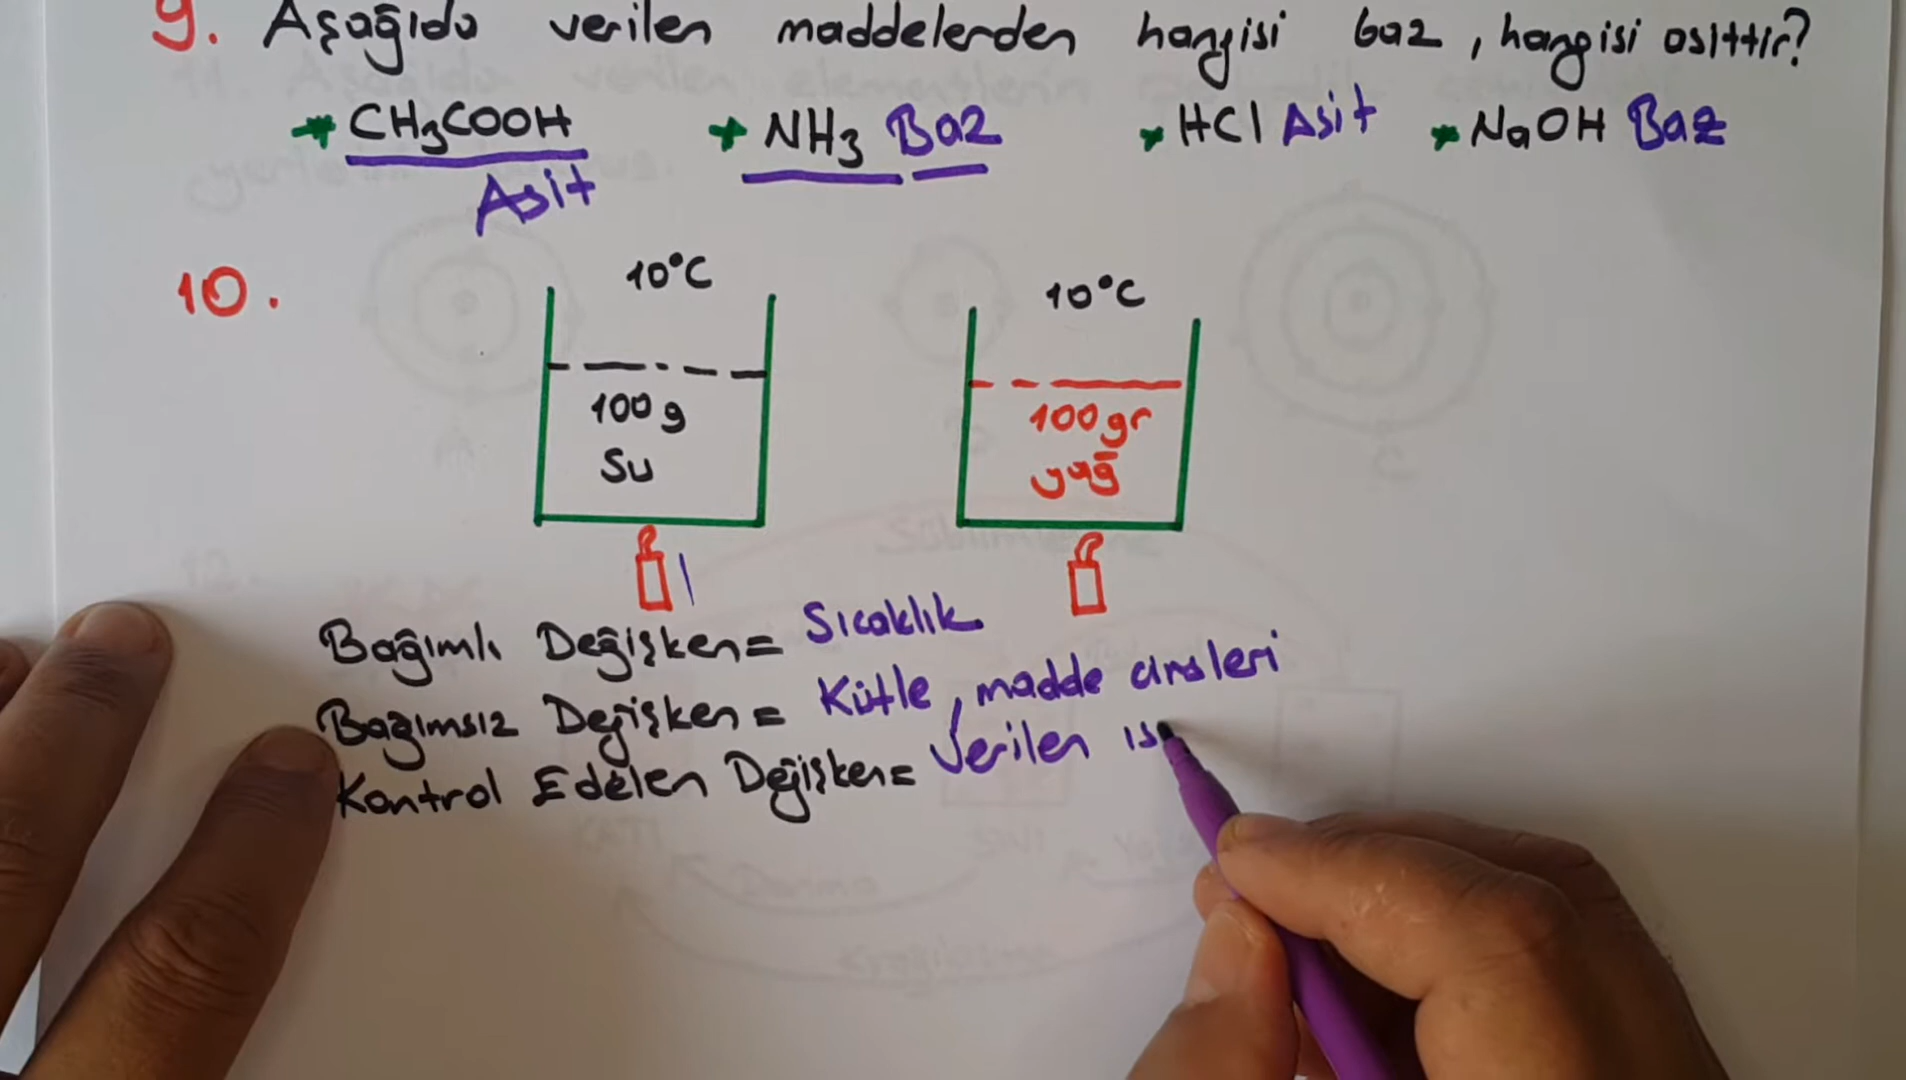 9. Aşağıda verilen maddelerden hangisi baz, hangisi asittir?
CH3COOH NH3 Baz HCl Asit NaOH Baz
Asit
10.
10°C 10°C
100 g 100 gr
Su yağ
Bağımlı Değişken = Sıcaklık
Bağımsız Değişken = Kütle, madde cinsleri
Kontrol Edelen Değişken = Verilen ıs